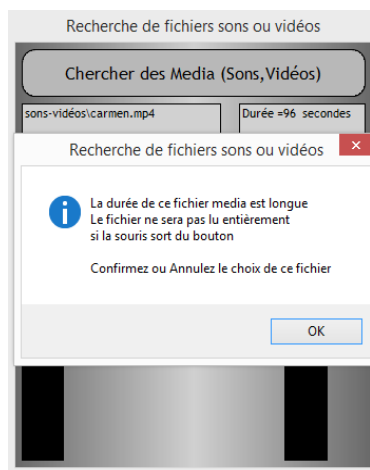 Recherche de fichiers sons ou vidéos
Chercher des Media (Sons,Vidéos)
sons-vidéos\carmen.mp4
Durée =96 secondes
Recherche de fichiers sons ou vidéos
La durée de ce fichier media est longue
Le fichier ne sera pas lu entièrement
si la souris sort du bouton
Confirmez ou Annulez le choix de ce fichier
OK